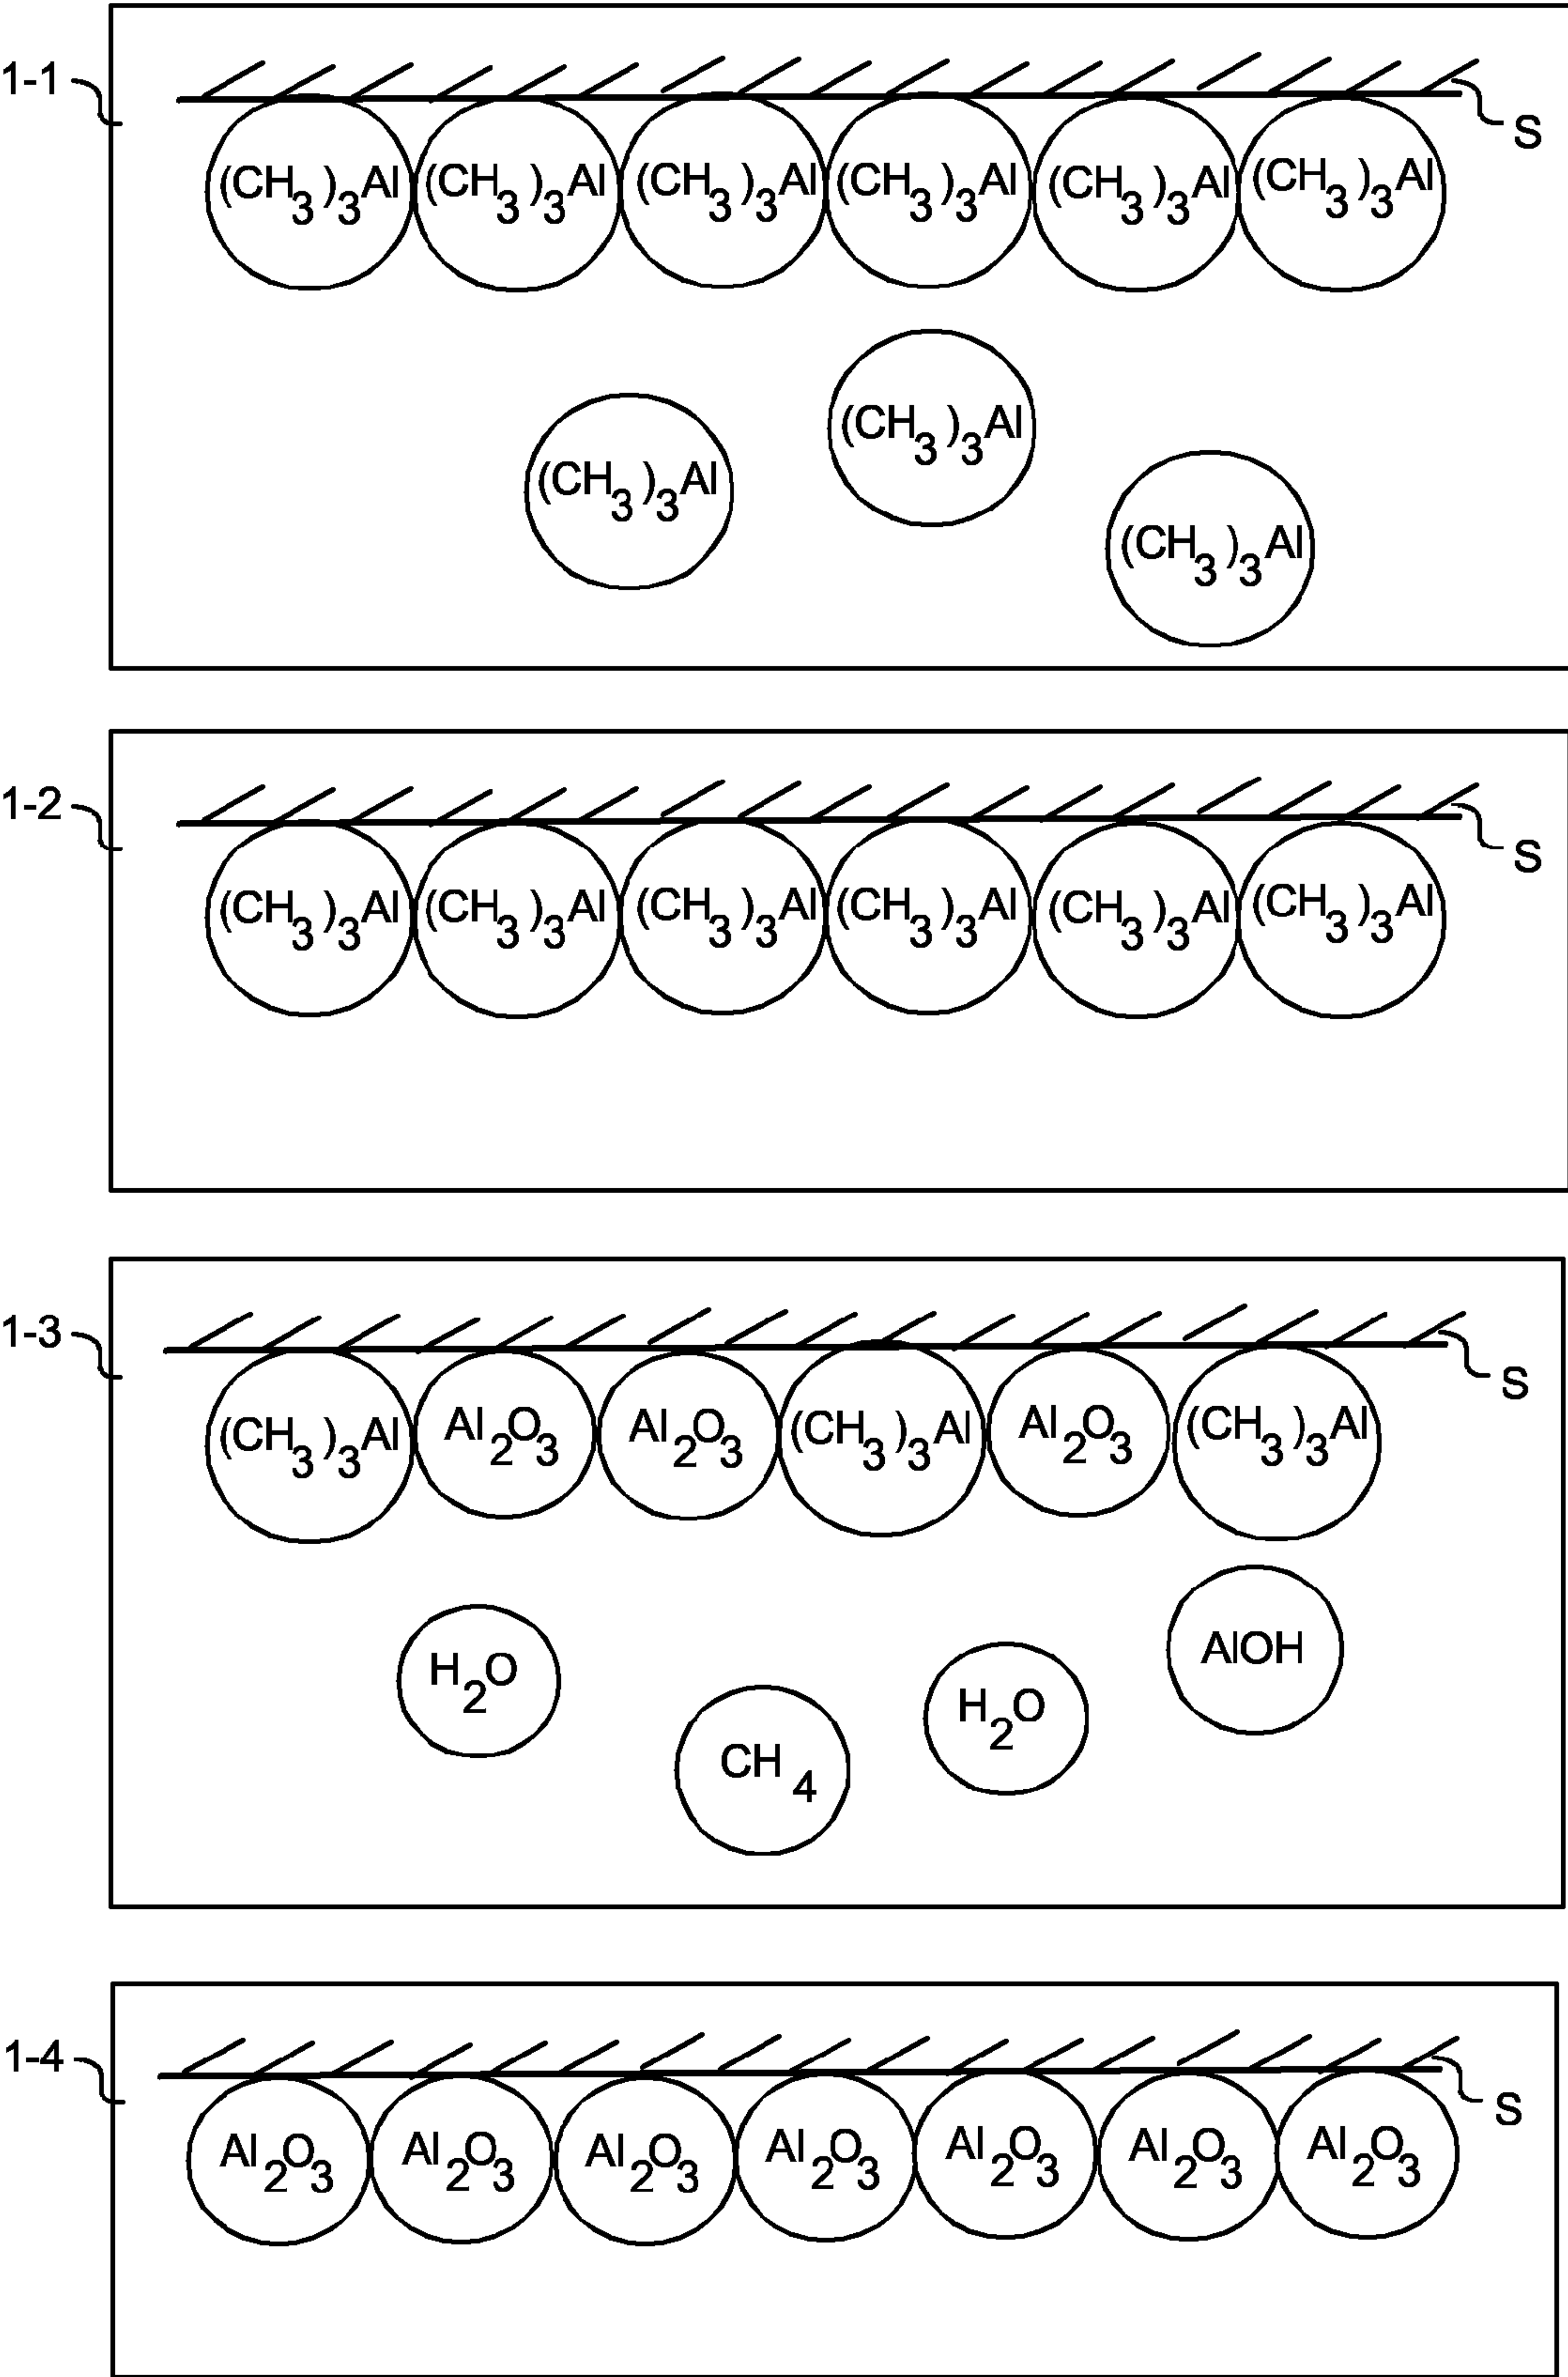 1-1
S
(CH3)3Al (CH3)3Al (CH3)3Al (CH3)3Al (CH3)3Al (CH3)3Al
(CH3)3Al
(CH3)3Al
(CH3)3Al
1-2
S
(CH3)3Al (CH3)3Al (CH3)3Al (CH3)3Al (CH3)3Al (CH3)3Al
1-3
S
(CH3)3Al Al2O3 Al2O3 (CH3)3Al Al2O3 (CH3)3Al
AlOH
H2O
H2O
CH4
1-4
S
Al2O3 Al2O3 Al2O3 Al2O3 Al2O3 Al2O3 Al2O3